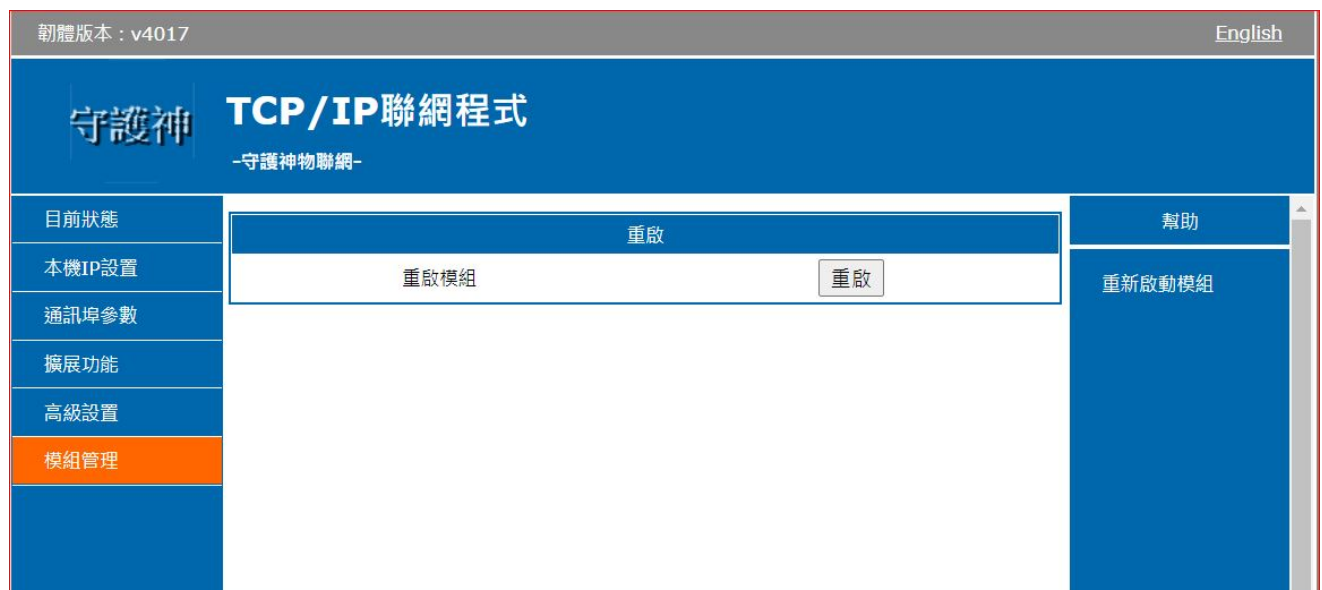 韌體版本：v4017
English
守護神
TCP/IP聯網程式
-守護神物聯網-
目前狀態
本機IP設置
通訊埠參數
擴展功能
高級設置
模組管理
重啟
重啟模組
重啟
幫助
重新啟動模組